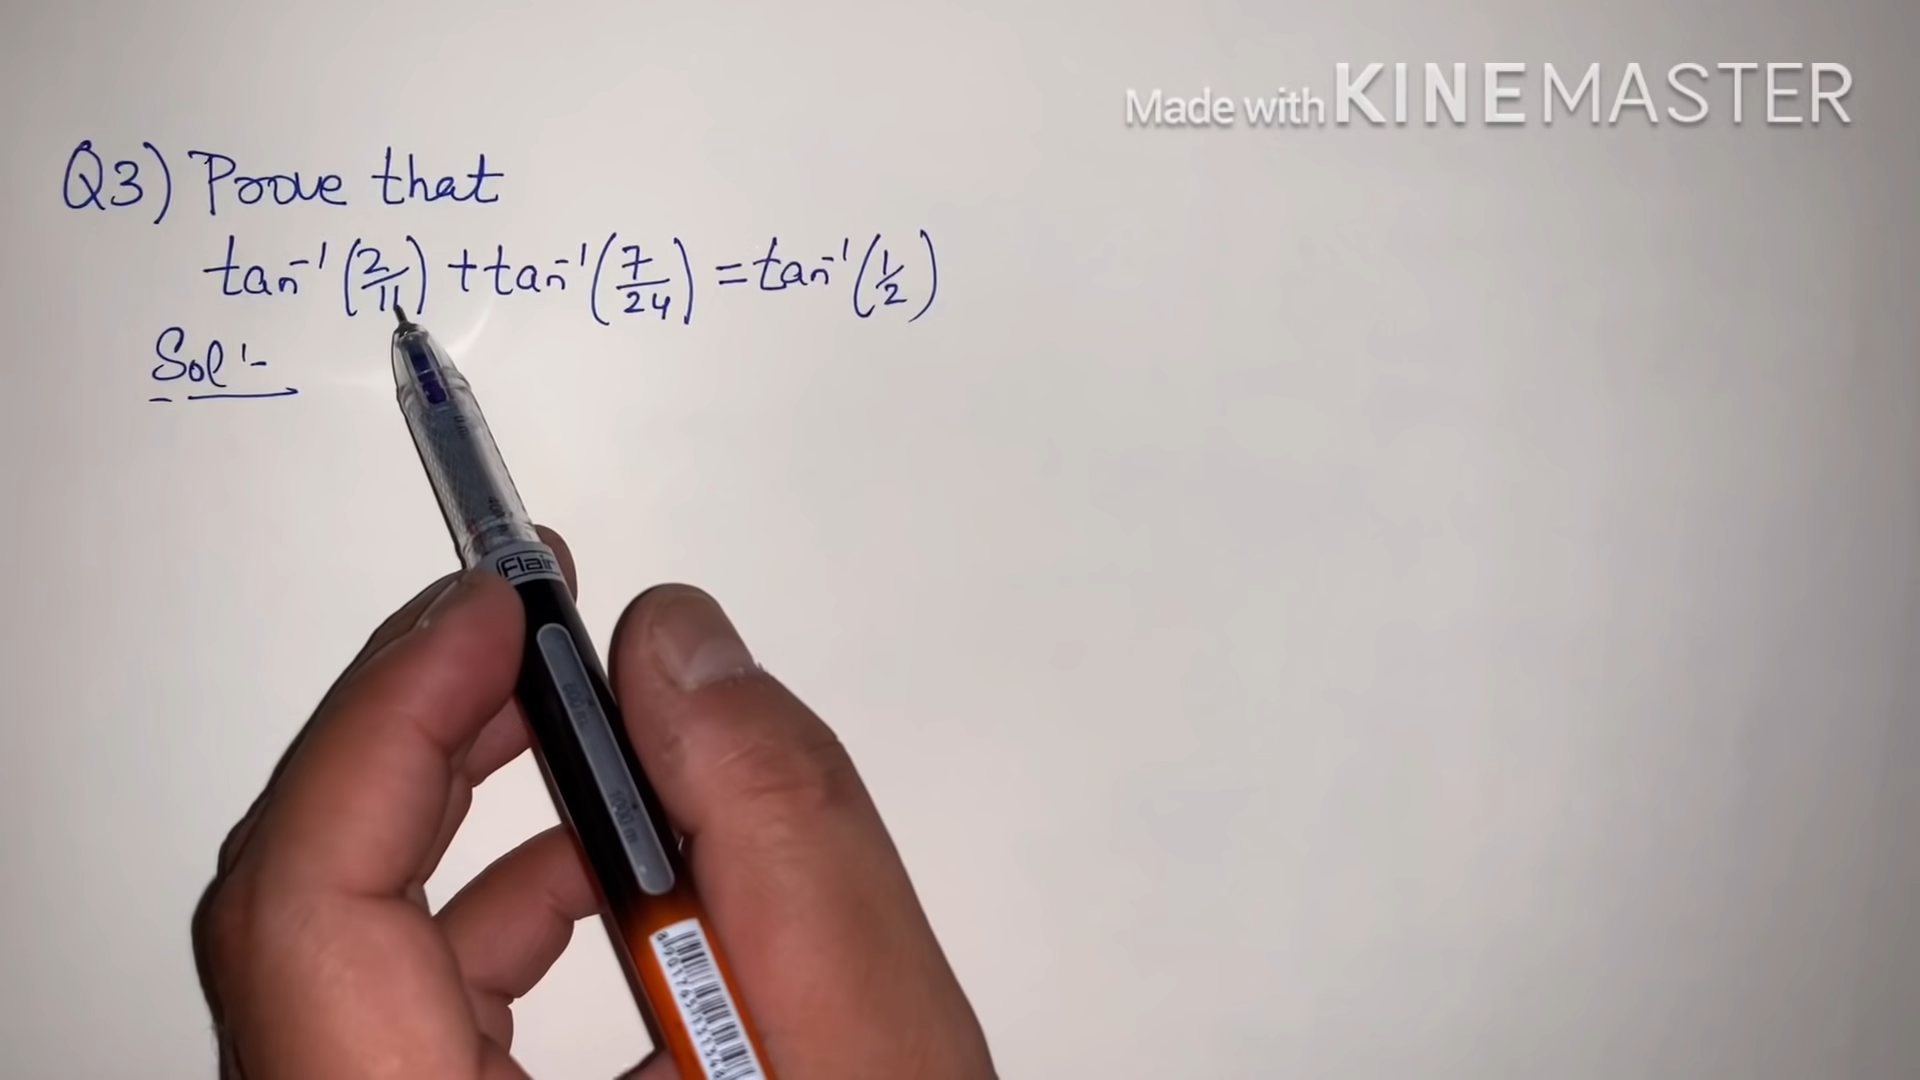 Made with KINEMASTER
Q3) Prove that
tan⁻¹(2/11) + tan⁻¹(7/24) = tan⁻¹(1/2)
Sol:-
Flair